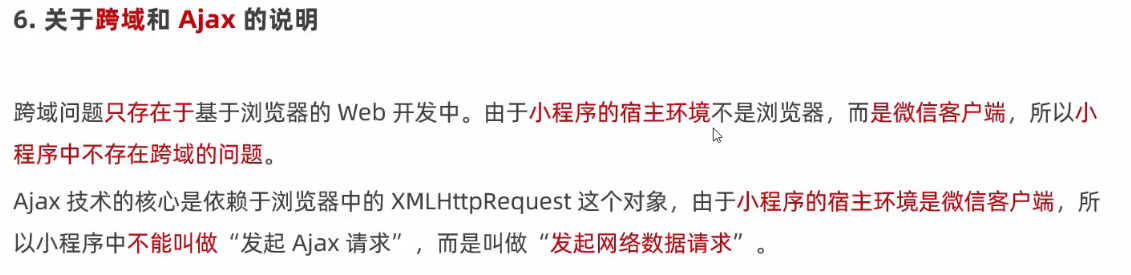 6. 关于跨域和 Ajax 的说明
跨域问题只存在于基于浏览器的 Web 开发中。由于小程序的宿主环境不是浏览器，而是微信客户端，所以小
程序中不存在跨域的问题。
Ajax 技术的核心是依赖于浏览器中的 XMLHttpRequest 这个对象，由于小程序的宿主环境是微信客户端，所
以小程序中不能叫做“发起 Ajax 请求”，而是叫做“发起网络数据请求”。